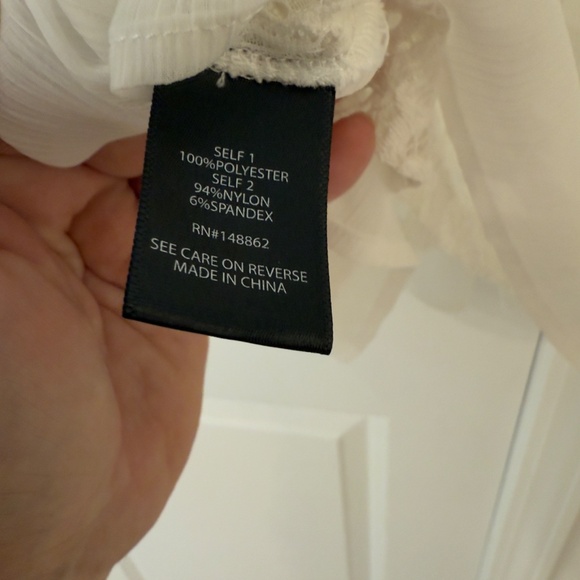 SELF 1
100%POLYESTER
SELF 2
94%NYLON
6%SPANDEX
RN#148862
SEE CARE ON REVERSE
MADE IN CHINA